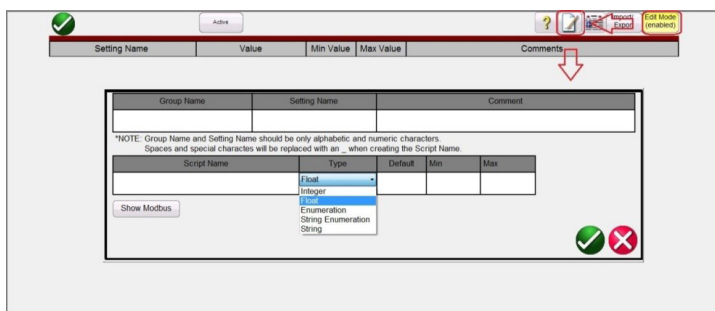 Active
?
Import/
Export
Edit Mode
(enabled)
Setting Name Value Min Value Max Value Comments
Group Name Setting Name Comment
*NOTE: Group Name and Setting Name should be only alphabetic and numeric characters.
Spaces and special charactes will be replaced with an _ when creating the Script Name.
Script Name Type Default Min Max
Float
Integer
Float
Enumeration
String Enumeration
String
Show Modbus